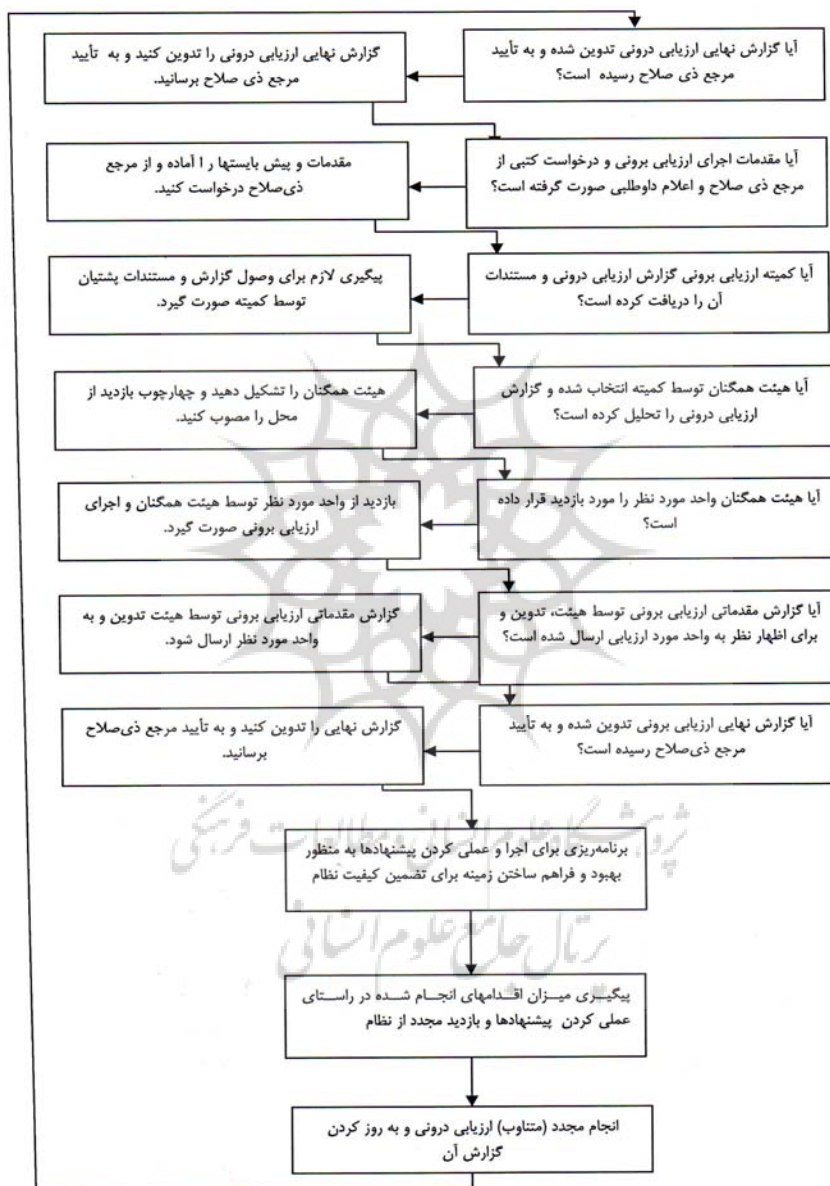 آیا گزارش نهایی ارزیابی درونی تدوین شده و به تأیید
مرجع ذی صلاح رسیده است؟
گزارش نهایی ارزیابی درونی را تدوین کنید و به تأیید
مرجع ذی صلاح برسانید.
آیا مقدمات اجرای ارزیابی برونی و درخواست کتبی از
مرجع ذی صلاح و اعلام داوطلبی صورت گرفته است؟
مقدمات و پیش بایستها ر ا آماده و از مرجع
ذی‌صلاح درخواست کنید.
آیا کمیته ارزیابی برونی گزارش ارزیابی درونی و مستندات
آن را دریافت کرده است؟
پیگیری لازم برای وصول گزارش و مستندات پشتیان
توسط کمیته صورت گیرد.
آیا هیئت همگنان توسط کمیته انتخاب شده و گزارش
ارزیابی درونی را تحلیل کرده است؟
هیئت همگنان را تشکیل دهید و چهارچوب بازدید از
محل را مصوب کنید.
آیا هیئت همگنان واحد مورد نظر را مورد بازدید قرار داده
است؟
بازدید از واحد مورد نظر توسط هیئت همگنان و اجرای
ارزیابی برونی صورت گیرد.
آیا گزارش مقدماتی ارزیابی برونی توسط هیئت، تدوین و
برای اظهار نظر به واحد مورد ارزیابی ارسال شده است؟
گزارش مقدماتی ارزیابی برونی توسط هیئت تدوین و به
واحد مورد نظر ارسال شود.
آیا گزارش نهایی ارزیابی برونی تدوین شده و به تأیید
مرجع ذی‌صلاح رسیده است؟
گزارش نهایی را تدوین کنید و به تأیید مرجع ذی‌صلاح
برسانید.
پژوهشگاه علوم انسانی و مطالعات فرهنگی
برنامه‌ریزی برای اجرا و عملی کردن پیشنهادها به منظور
بهبود و فراهم ساختن زمینه برای تضمین کیفیت نظام
پرتال جامع علوم انسانی
پیگیری میزان اقدامهای انجام شده در راستای
عملی کردن پیشنهادها و بازدید مجدد از نظام
انجام مجدد (متناوب) ارزیابی درونی و به روز کردن
گزارش آن